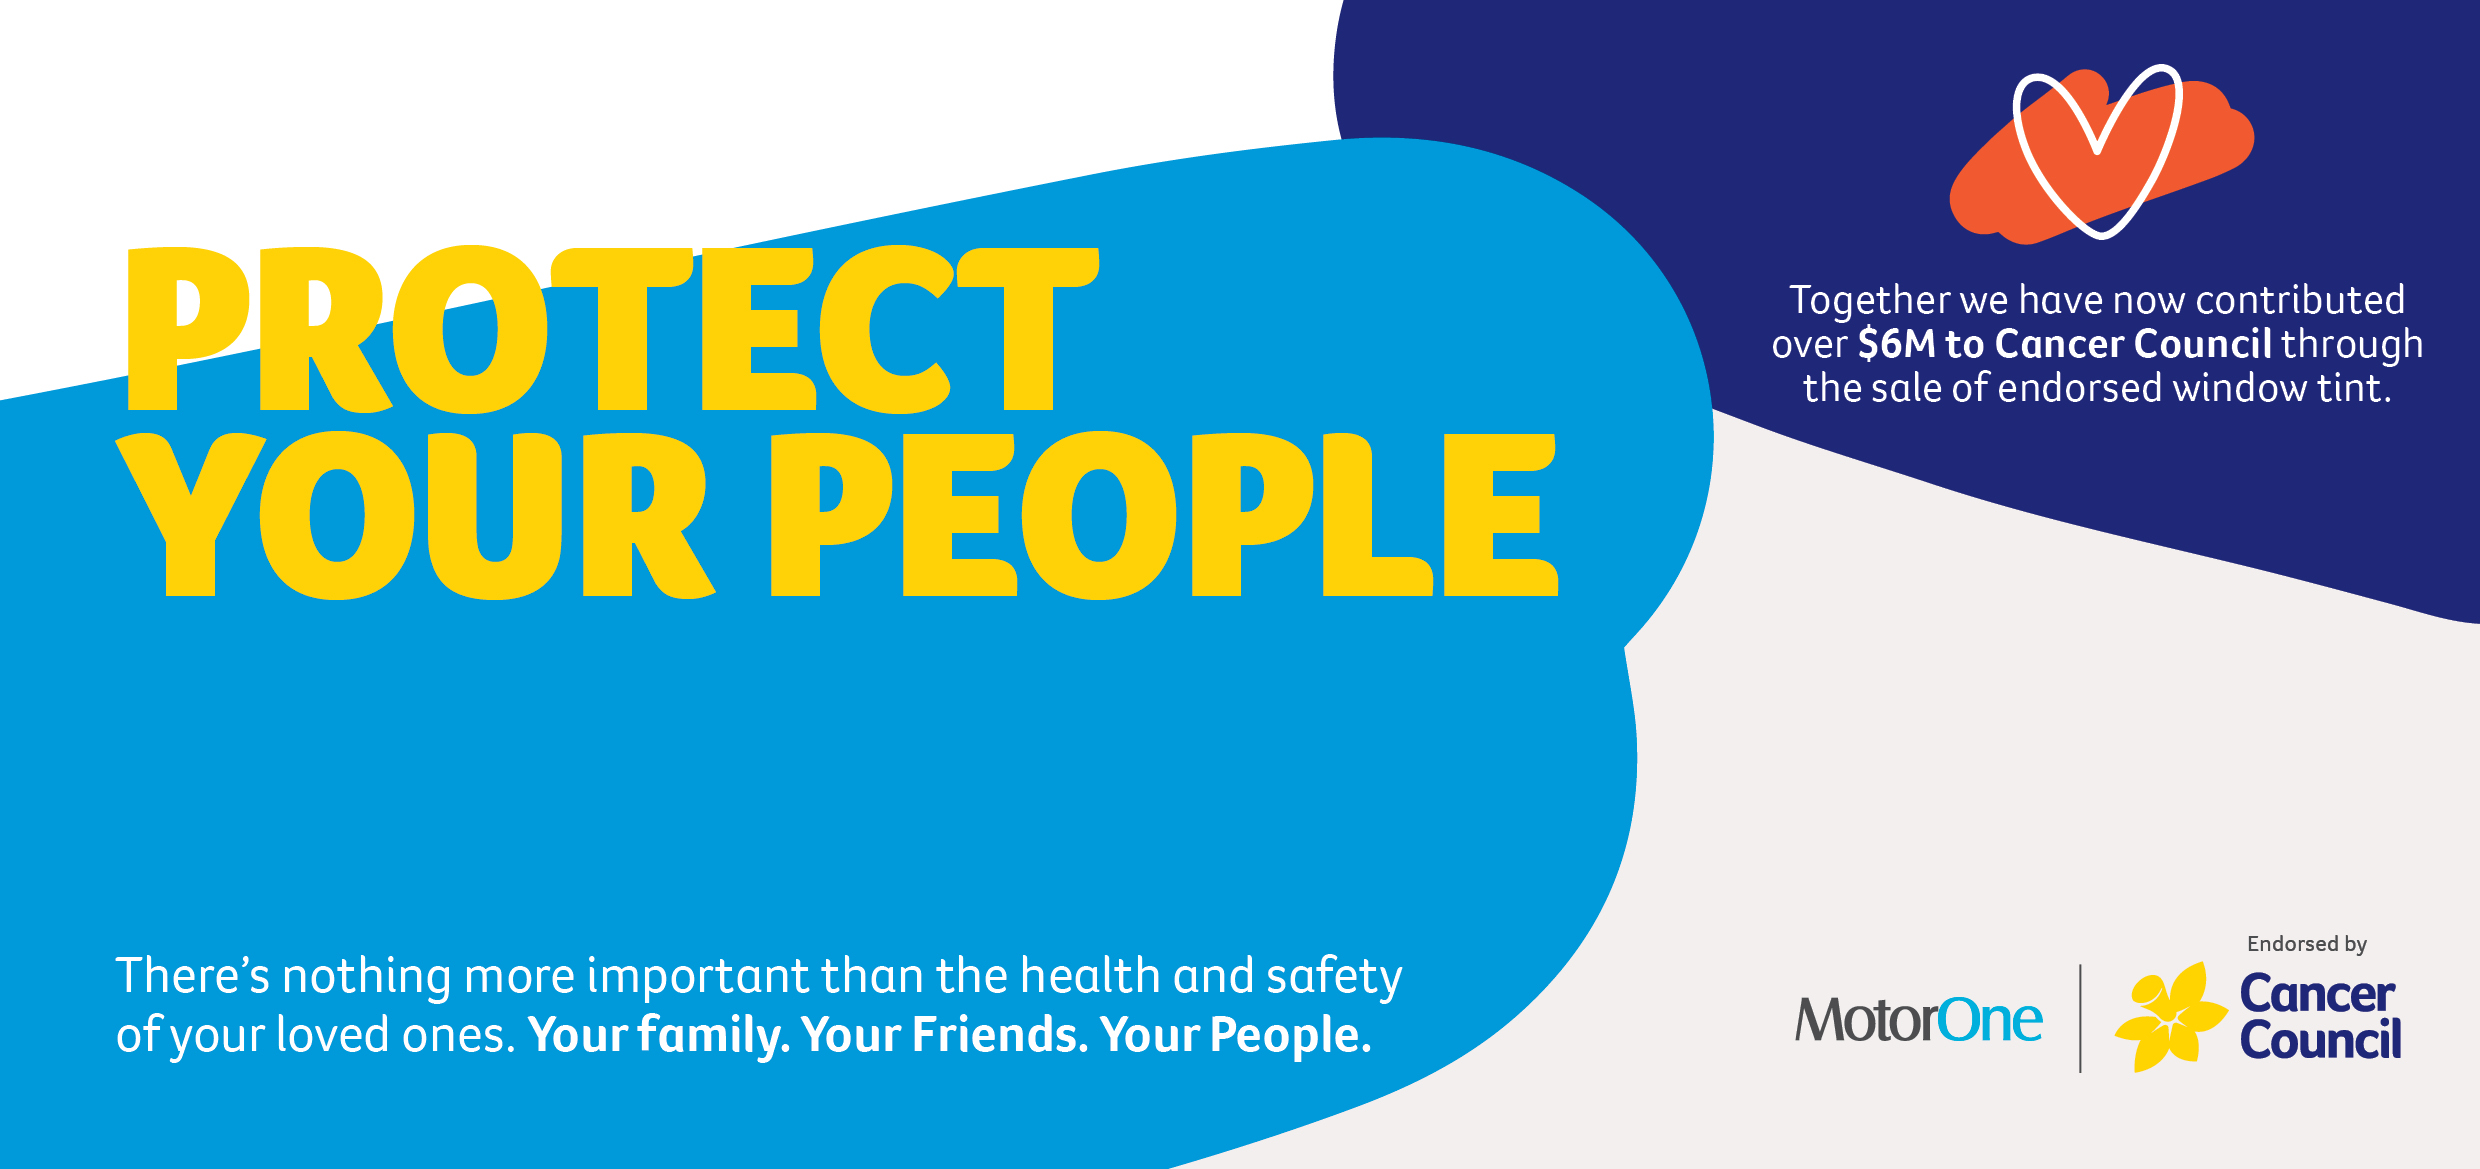 PROTECT
YOUR PEOPLE
Together we have now contributed
over $6M to Cancer Council through
the sale of endorsed window tint.
There’s nothing more important than the health and safety
of your loved ones. Your family. Your Friends. Your People.
MotorOne
Endorsed by
Cancer
Council